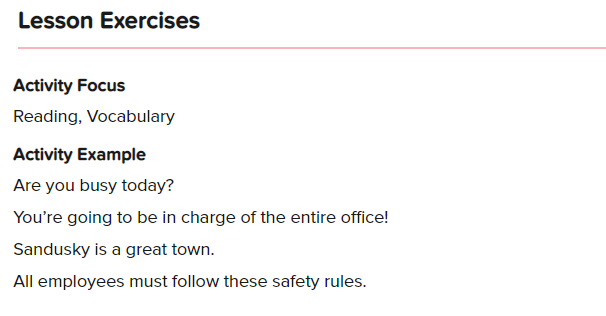 Lesson Exercises
Activity Focus
Reading, Vocabulary
Activity Example
Are you busy today?
You’re going to be in charge of the entire office!
Sandusky is a great town.
All employees must follow these safety rules.